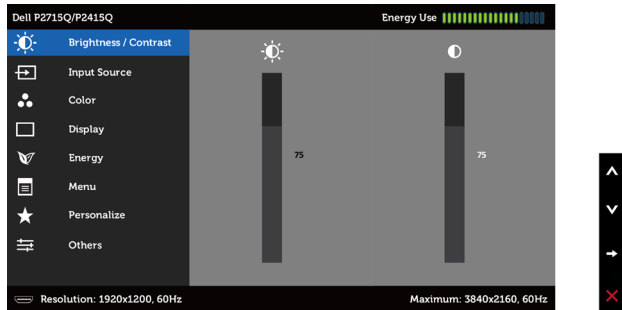 Dell P2715Q/P2415Q
Energy Use
Brightness / Contrast
Input Source
Color
Display
Energy
Menu
Personalize
Others
75
75
Resolution: 1920x1200, 60Hz
Maximum: 3840x2160, 60Hz